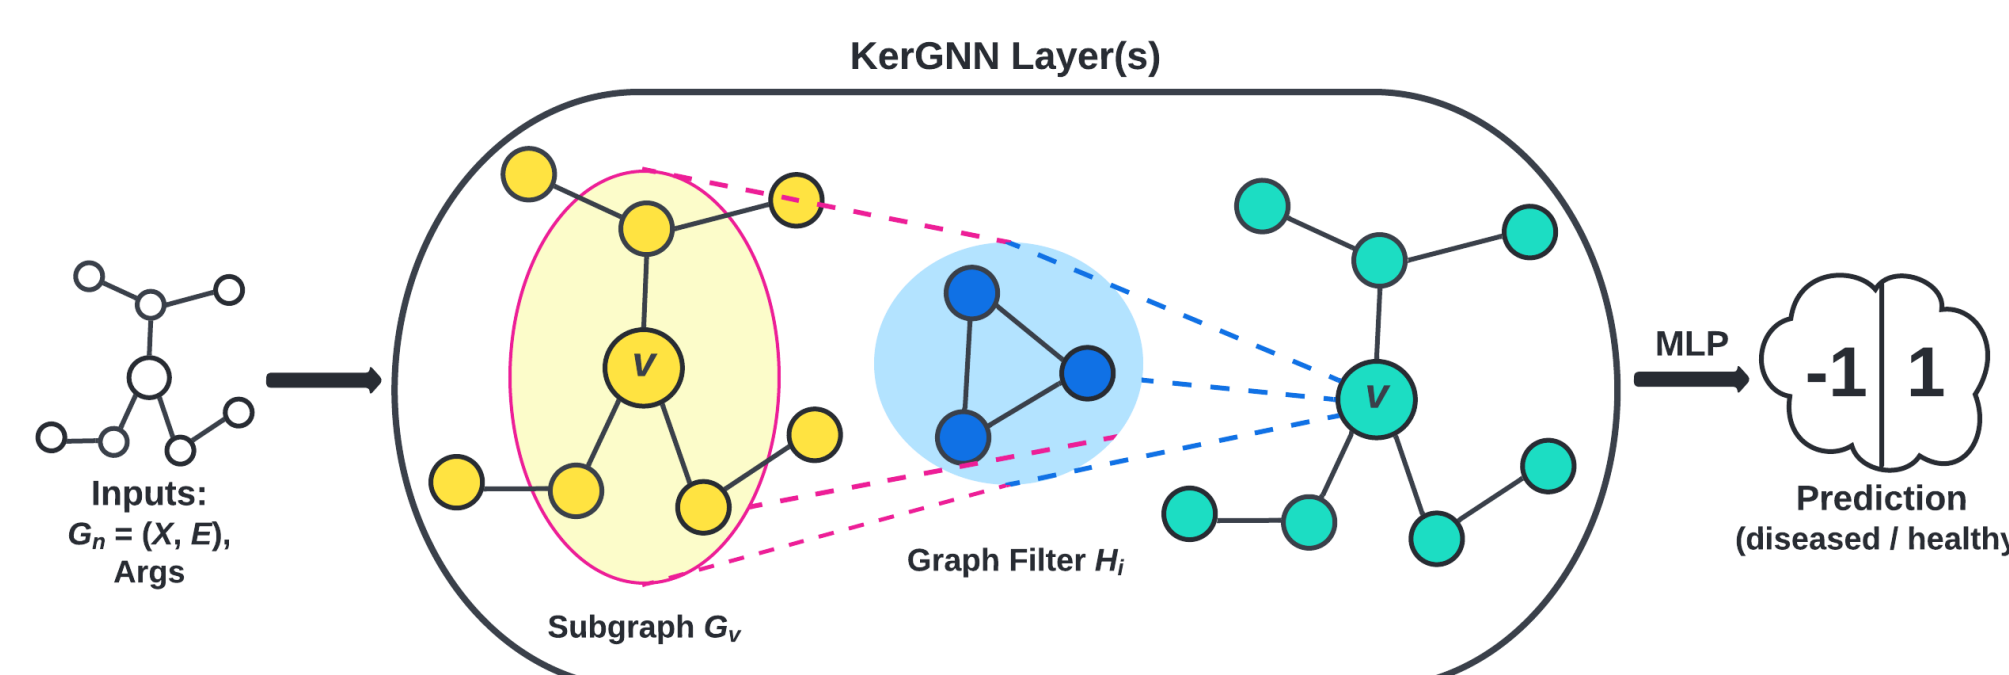 KerGNN Layer(s)
v
v
MLP
-1 1
Inputs:
Gn = (X, E),
Args
Subgraph Gv
Graph Filter Hi
Prediction
(diseased / healthy